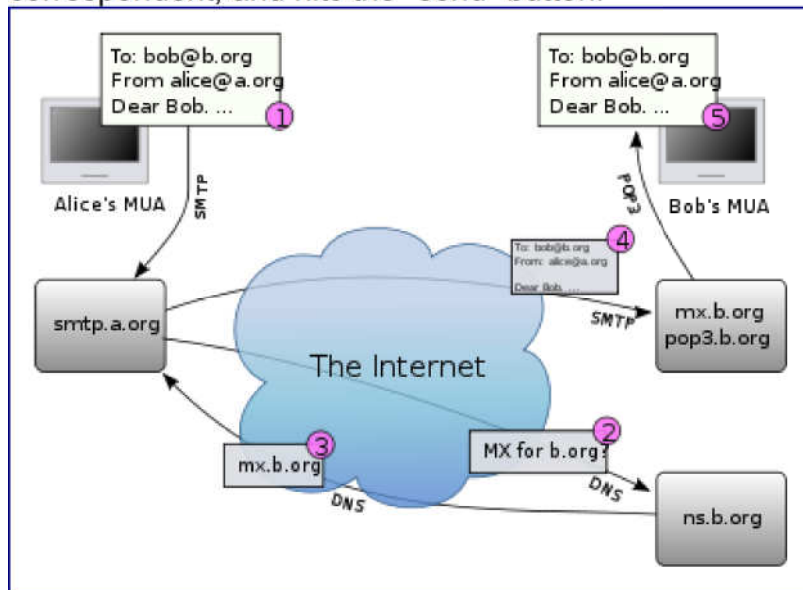 To: bob@b.org
From alice@a.org
Dear Bob. ...
1
Alice's MUA
SMTP
To: bob@b.org
From alice@a.org
Dear Bob. ...
5
Bob's MUA
POP3
To: bob@b.org
From: alice@a.org
Dear Bob. ...
4
SMTP
smtp.a.org
mx.b.org
pop3.b.org
The Internet
mx.b.org
3
DNS
MX for b.org?
2
DNS
ns.b.org